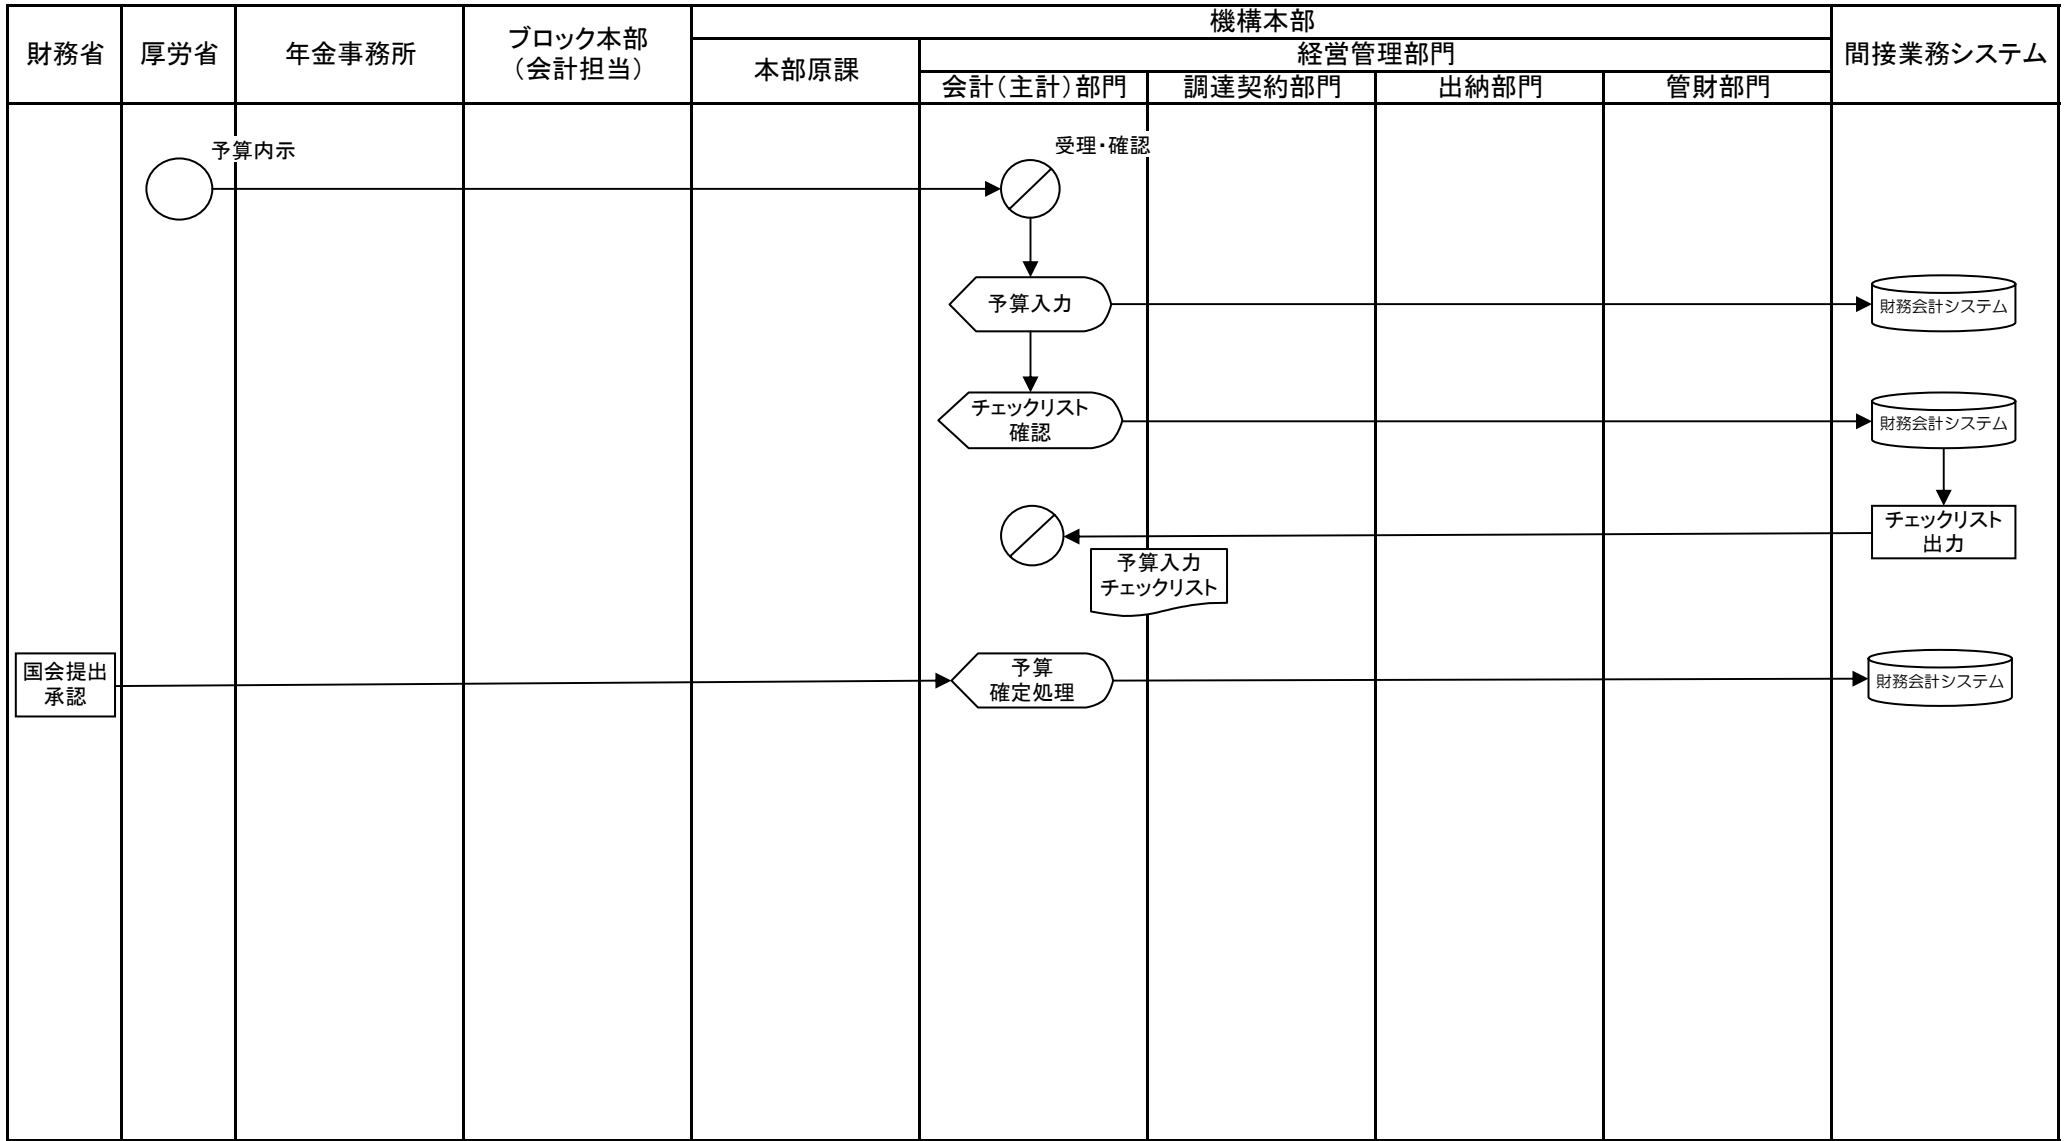 財務省
厚労省
年金事務所
ブロック本部
（会計担当）
機構本部
本部原課
経営管理部門
会計（主計）部門
調達契約部門
出納部門
管財部門
間接業務システム
予算内示
受理・確認
予算入力
財務会計システム
チェックリスト
確認
財務会計システム
チェックリスト
出力
予算入力
チェックリスト
国会提出
承認
予算
確定処理
財務会計システム